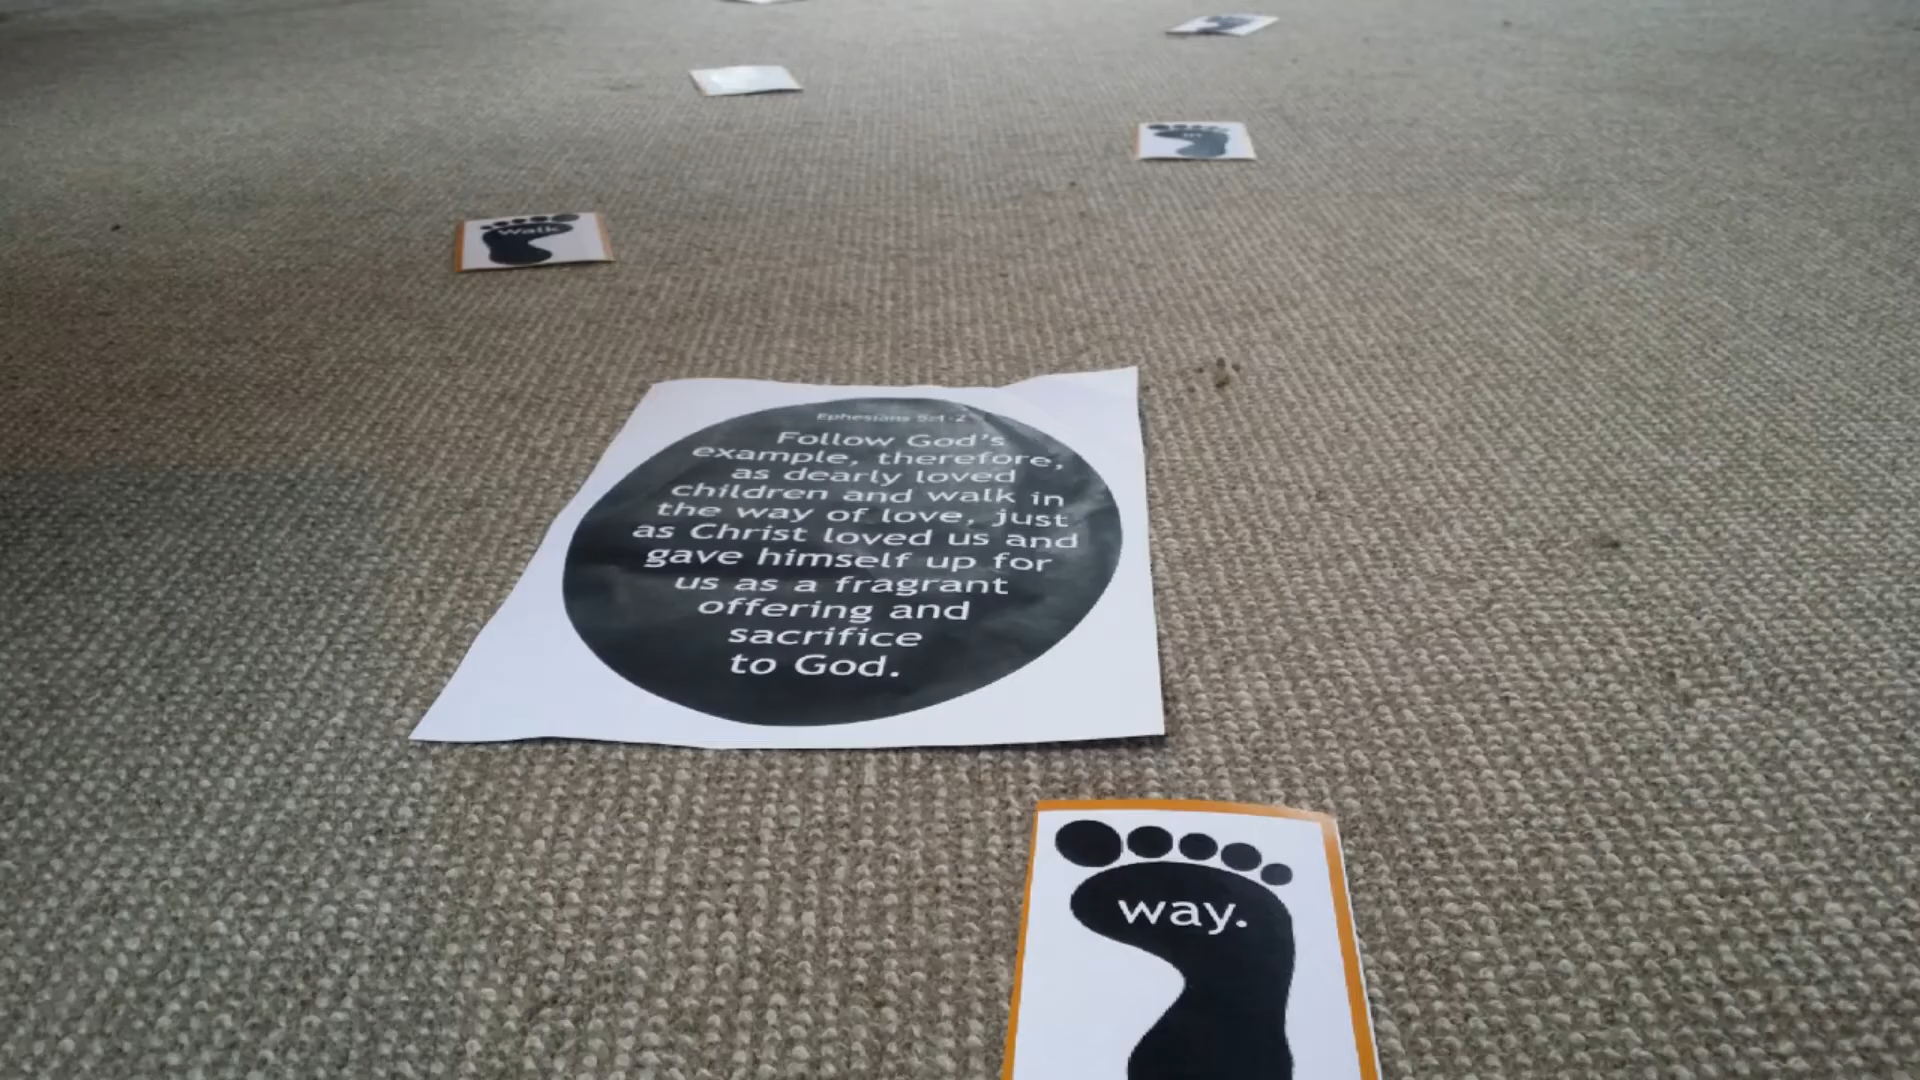 Walk
Ephesians 5:1-2
Follow God's
example, therefore,
as dearly loved
children and walk in
the way of love, just
as Christ loved us and
gave himself up for
us as a fragrant
offering and
sacrifice
to God.
way.